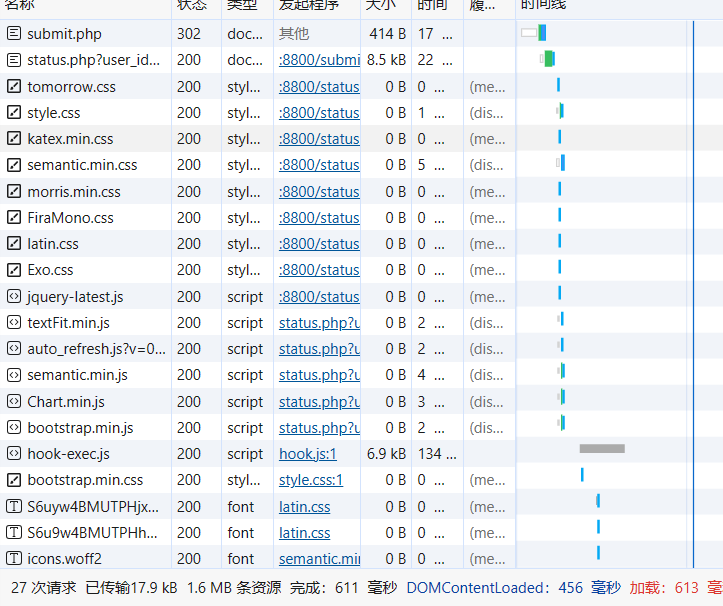 名称 状态 类型 发起程序 大小 时间 履... 时间线
submit.php 302 doc... 其他 414 B 17 ...
status.php?user_id... 200 doc... :8800/submi 8.5 kB 22 ...
tomorrow.css 200 styl... :8800/status 0 B 0 ... (me...
style.css 200 styl... :8800/status 0 B 1 ... (dis...
katex.min.css 200 styl... :8800/status 0 B 0 ... (me...
semantic.min.css 200 styl... :8800/status 0 B 5 ... (dis...
morris.min.css 200 styl... :8800/status 0 B 0 ... (me...
FiraMono.css 200 styl... :8800/status 0 B 0 ... (me...
latin.css 200 styl... :8800/status 0 B 0 ... (me...
Exo.css 200 styl... :8800/status 0 B 0 ... (me...
jquery-latest.js 200 script :8800/status 0 B 0 ... (me...
textFit.min.js 200 script status.php?u 0 B 2 ... (dis...
auto_refresh.js?v=0... 200 script status.php?u 0 B 2 ... (dis...
semantic.min.js 200 script status.php?u 0 B 4 ... (dis...
Chart.min.js 200 script status.php?u 0 B 3 ... (dis...
bootstrap.min.js 200 script status.php?u 0 B 2 ... (dis...
hook-exec.js 200 script hook.js:1 6.9 kB 134 ...
bootstrap.min.css 200 styl... style.css:1 0 B 0 ... (me...
S6uyw4BMUTPHjx... 200 font latin.css 0 B 0 ... (me...
S6u9w4BMUTPHh... 200 font latin.css 0 B 0 ... (me...
icons.woff2 200 font semantic.mi 0 B 0 ... (me...
27 次请求 已传输17.9 kB 1.6 MB 条资源 完成：611 毫秒 DOMContentLoaded：456 毫秒 加载：613 毫